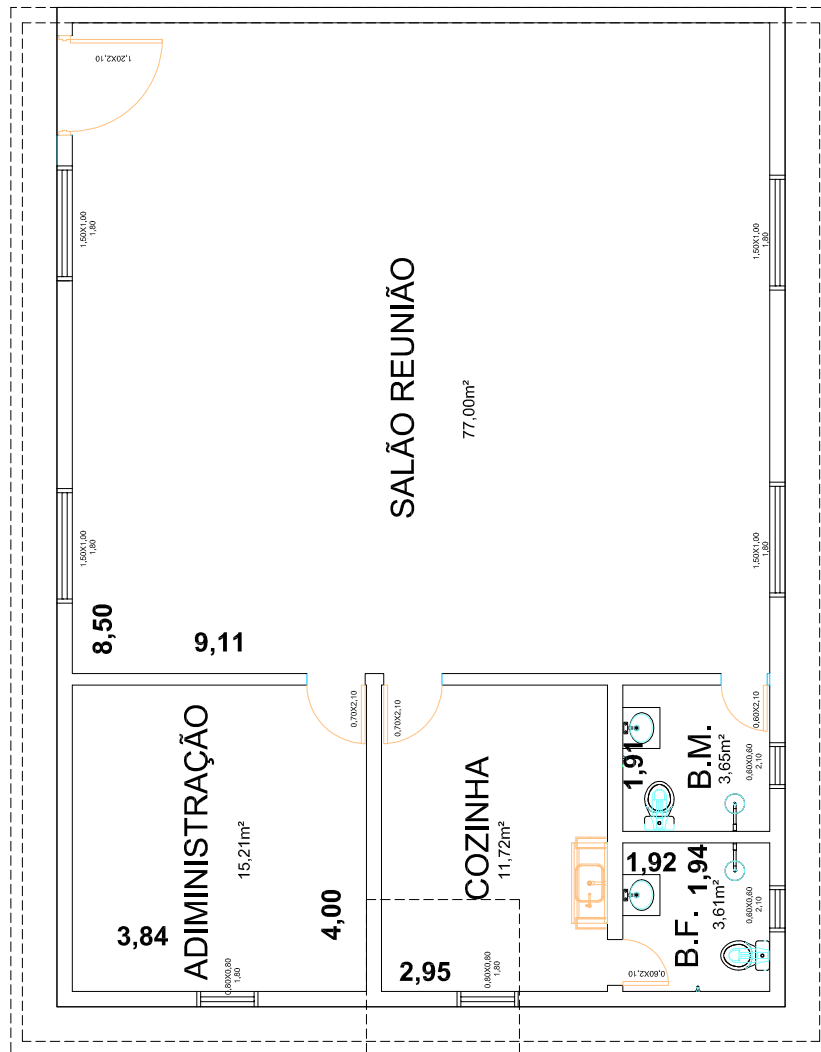 1,20X2,10
1,50X1,00
1,80
1,50X1,00
1,80
SALÃO REUNIÃO
77,00m²
1,50X1,00
1,80
1,50X1,00
1,80
8,50
9,11
0,70X2,10
0,70X2,10
0,60X2,10
ADIMINISTRAÇÃO
15,21m²
3,84
4,00
0,80X0,80
1,80
COZINHA
11,72m²
2,95
0,80X0,80
1,80
1,91
B.M.
3,65m²
0,60X0,60
2,10
1,92
1,94
B.F.
3,61m²
0,60X0,60
2,10
0,60X2,10